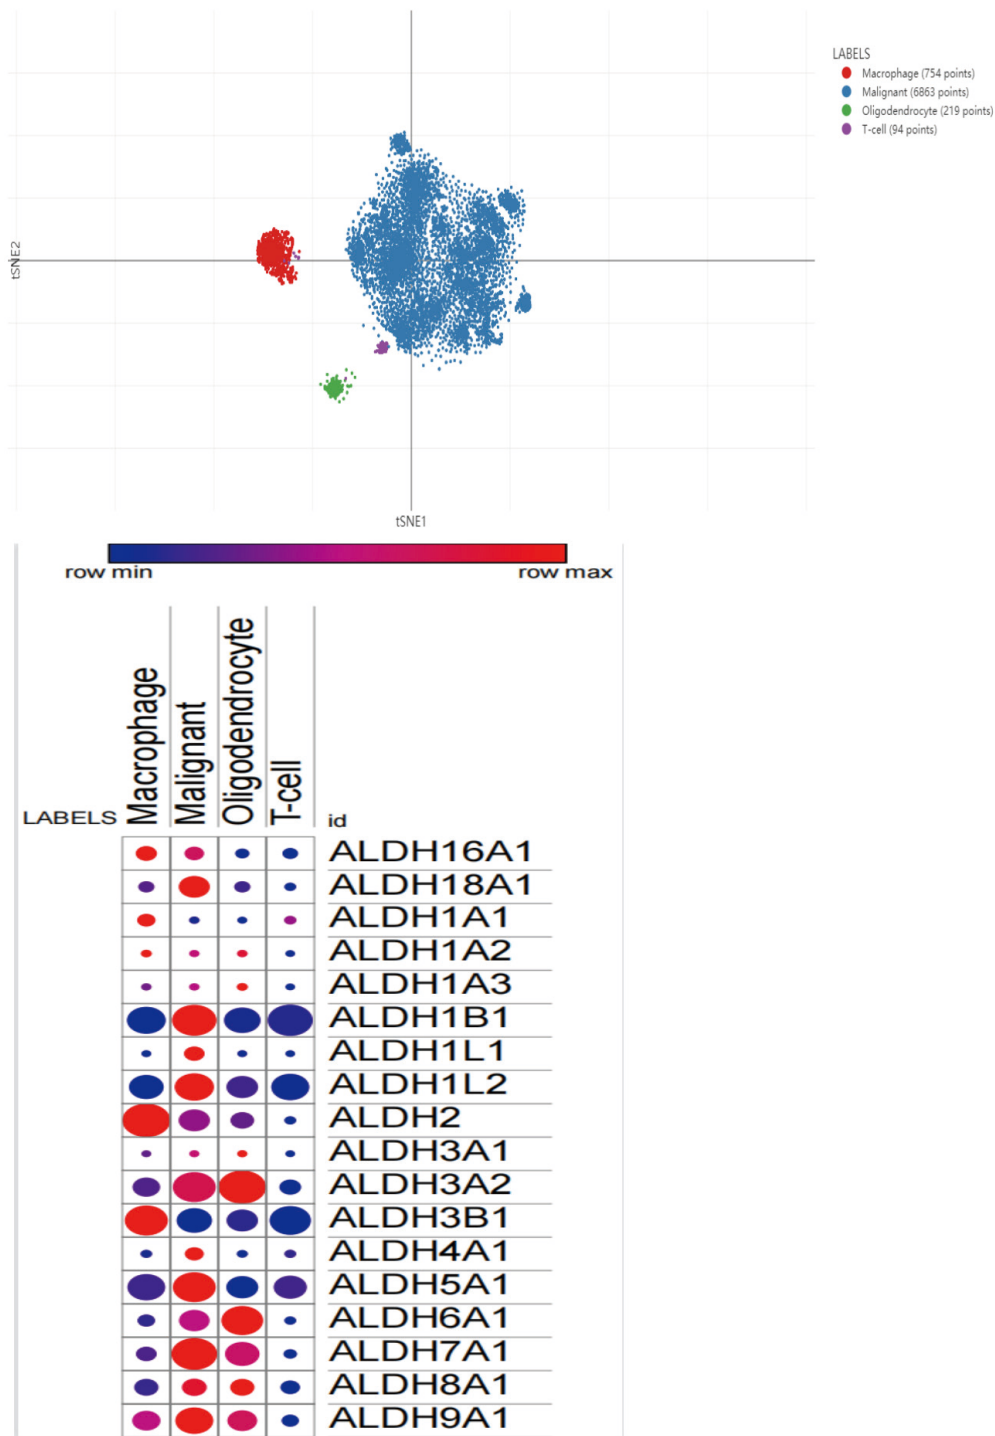 LABELS
Macrophage (754 points)
Malignant (6863 points)
Oligodendrocyte (219 points)
T-cell (94 points)
tSNE2
tSNE1
row min row max
LABELS Macrophage Malignant Oligodendrocyte T-cell id
ALDH16A1
ALDH18A1
ALDH1A1
ALDH1A2
ALDH1A3
ALDH1B1
ALDH1L1
ALDH1L2
ALDH2
ALDH3A1
ALDH3A2
ALDH3B1
ALDH4A1
ALDH5A1
ALDH6A1
ALDH7A1
ALDH8A1
ALDH9A1